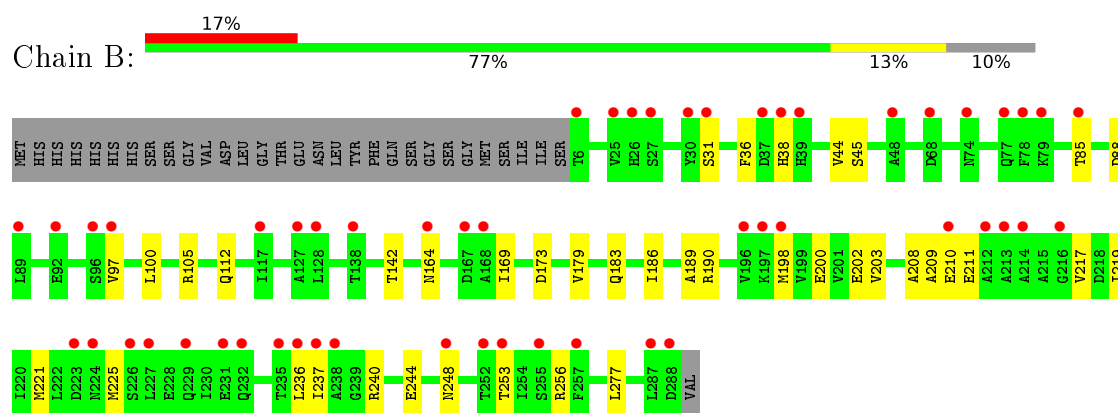 17%
Chain B:
77% 13% 10%
MET HIS HIS HIS HIS HIS HIS SER SER GLY VAL ASP LEU GLY THR GLU ASN LEU TYR PHE GLN SER GLY SER GLY MET SER ILE ILE SER T6 V25 H26 S27 Y30 S31 F36 D37 H38 H39 V44 S45 A48 D68 N74 Q77 F78 K79 T85 D88
L89 E92 S96 V97 L100 R105 Q112 I117 A127 L128 T138 T142 N164 D167 A168 I169 D173 V179 Q183 I186 A189 R190 V196 K197 M198 V199 E200 V201 E202 V203 A208 A209 E210 E211 A212 A213 A214 A215 G216 V217 D218 I219
I220 M221 L222 D223 N224 M225 S226 L227 E228 Q229 I230 E231 Q232 T235 L236 I237 A238 G239 R240 E244 N248 T252 T253 I254 S255 R256 F257 L277 L287 D288 VAL